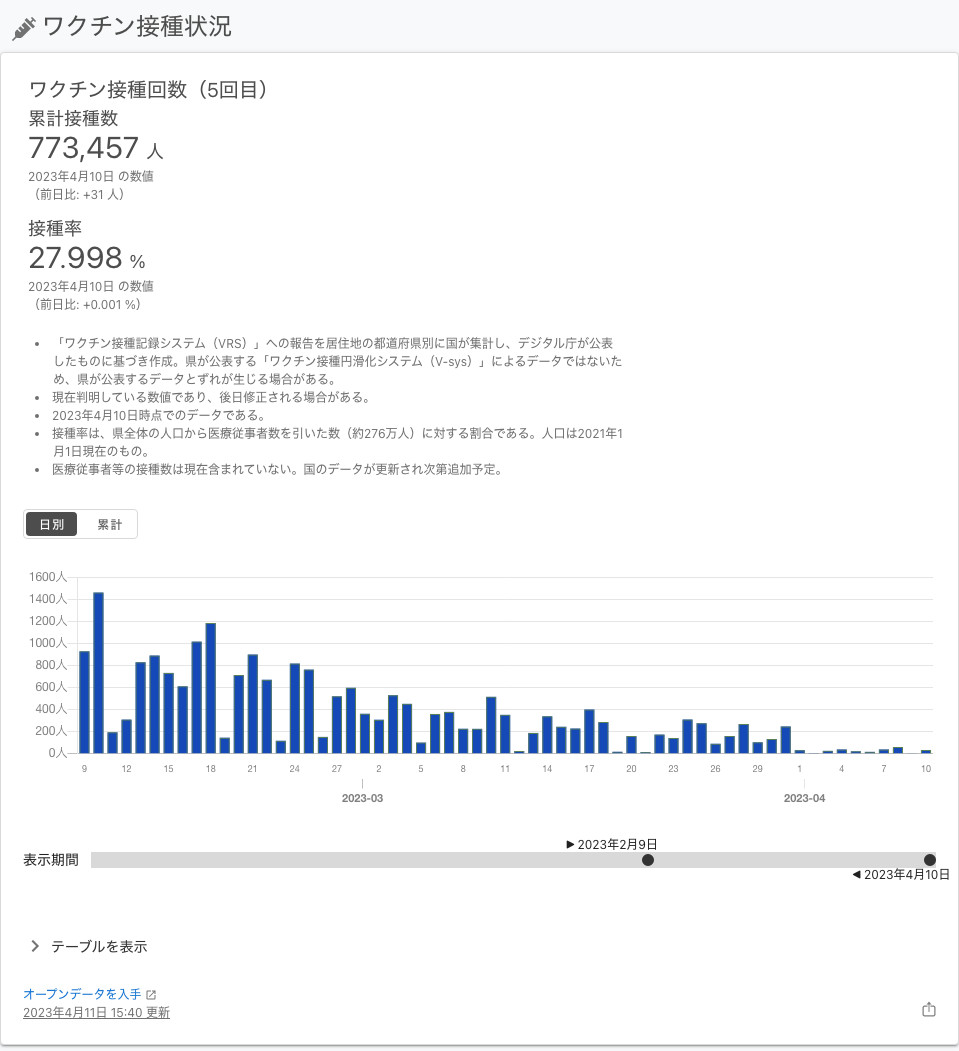 ワクチン接種状況
ワクチン接種回数（5回目）
累計接種数
773,457 人
2023年4月10日 の数値
（前日比: +31 人）
接種率
27.998 %
2023年4月10日 の数値
（前日比: +0.001 %）
• 「ワクチン接種記録システム（VRS）」への報告を居住地の都道府県別に国が集計し、デジタル庁が公表
したものに基づき作成。県が公表する「ワクチン接種円滑化システム（V-sys）」によるデータではないた
め、県が公表するデータとずれが生じる場合がある。
• 現在判明している数値であり、後日修正される場合がある。
• 2023年4月10日時点でのデータである。
• 接種率は、県全体の人口から医療従事者数を引いた数（約276万人）に対する割合である。人口は2021年1
月1日現在のもの。
• 医療従事者等の接種数は現在含まれていない。国のデータが更新され次第追加予定。
日別 累計
1600人
1400人
1200人
1000人
800人
600人
400人
200人
0人
9 12 15 18 21 24 27 2 5 8 11 14 17 20 23 26 29 1 4 7 10
2023-03 2023-04
▶ 2023年2月9日
表示期間
◀ 2023年4月10日
テーブルを表示
オープンデータを入手
2023年4月11日 15:40 更新